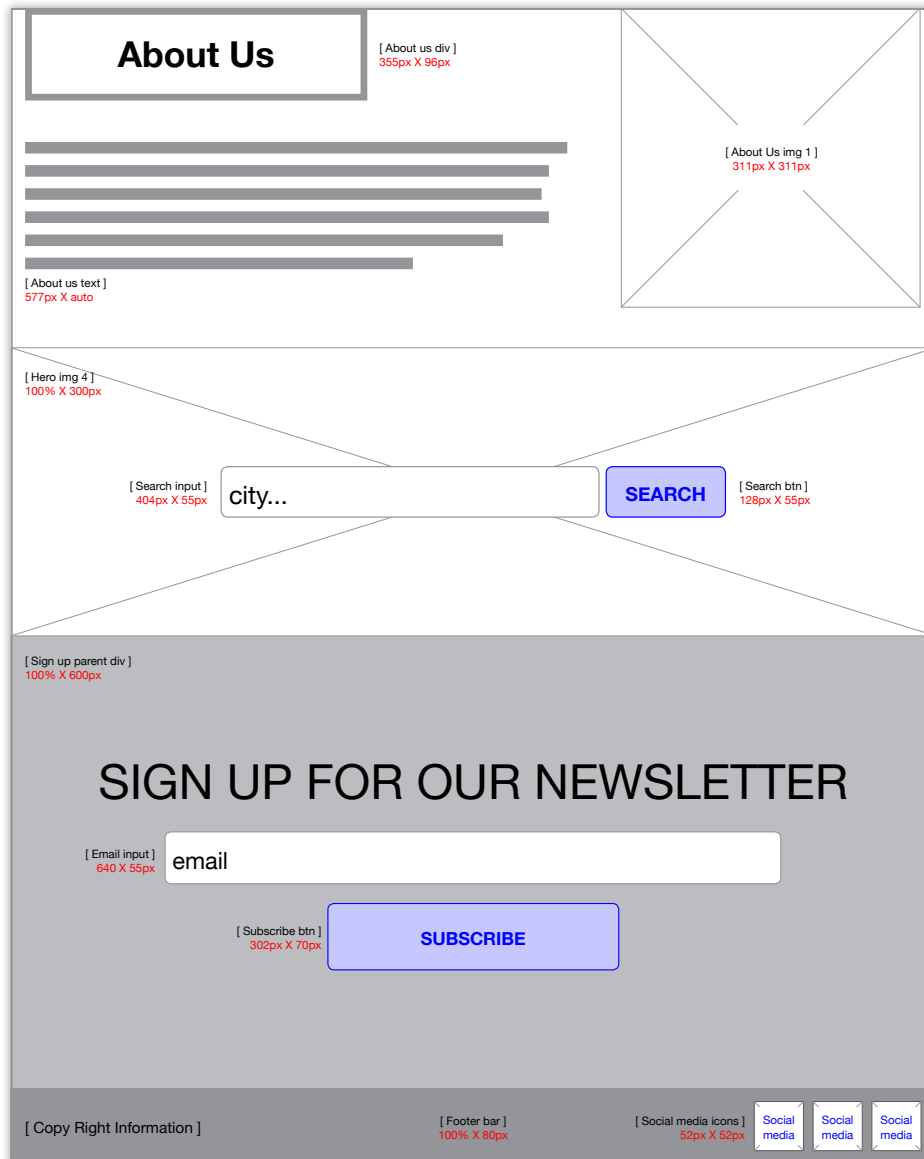 About Us
[ About us div ]
355px X 96px
[ About Us img 1 ]
311px X 311px
[ About us text ]
577px X auto
[ Hero img 4 ]
100% X 300px
[ Search input ]
404px X 55px
city...
SEARCH
[ Search btn ]
128px X 55px
[ Sign up parent div ]
100% X 600px
SIGN UP FOR OUR NEWSLETTER
[ Email input ]
640 X 55px
email
[ Subscribe btn ]
302px X 70px
SUBSCRIBE
[ Copy Right Information ]
[ Footer bar ]
100% X 80px
[ Social media icons ]
52px X 52px
Social
media
Social
media
Social
media